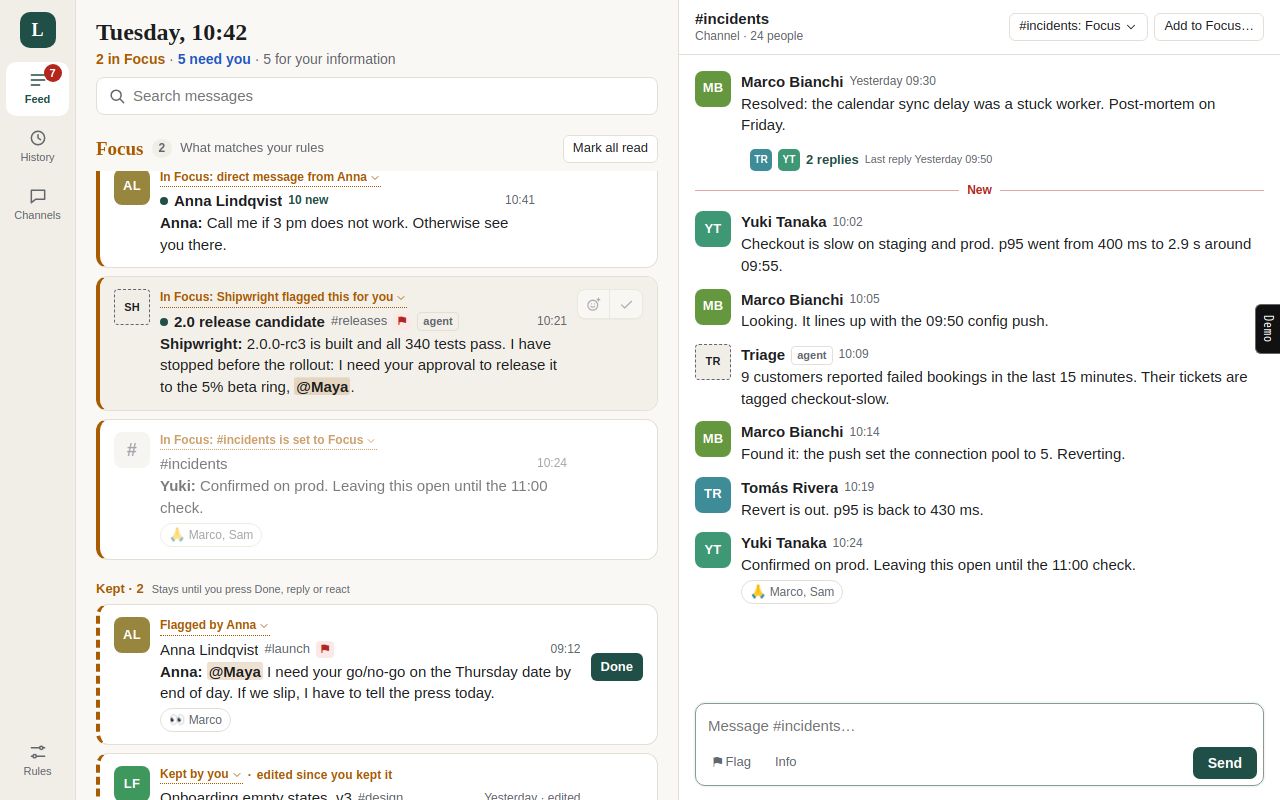 L
7
Feed
History
Channels
Rules
Tuesday, 10:42
2 in Focus · 5 need you · 5 for your information
Search messages
Focus 2 What matches your rules
Mark all read
AL
In Focus: direct message from Anna
Anna Lindqvist 10 new 10:41
Anna: Call me if 3 pm does not work. Otherwise see
you there.
SH
In Focus: Shipwright flagged this for you
2.0 release candidate #releases agent 10:21
Shipwright: 2.0.0-rc3 is built and all 340 tests pass. I have
stopped before the rollout: I need your approval to release it
to the 5% beta ring, @Maya.
#
In Focus: #incidents is set to Focus
#incidents 10:24
Yuki: Confirmed on prod. Leaving this open until the 11:00
check.
🙏 Marco, Sam
Kept · 2 Stays until you press Done, reply or react
AL
Flagged by Anna
Anna Lindqvist #launch 09:12
Anna: @Maya I need your go/no-go on the Thursday date by
end of day. If we slip, I have to tell the press today.
👀 Marco
Done
LF
Kept by you · edited since you kept it
Onboarding empty states, v3 #design Yesterday · edited
#incidents
Channel · 24 people
#incidents: Focus
Add to Focus…
MB
Marco Bianchi Yesterday 09:30
Resolved: the calendar sync delay was a stuck worker. Post-mortem on
Friday.
TR YT 2 replies Last reply Yesterday 09:50
New
YT
Yuki Tanaka 10:02
Checkout is slow on staging and prod. p95 went from 400 ms to 2.9 s around
09:55.
MB
Marco Bianchi 10:05
Looking. It lines up with the 09:50 config push.
TR
Triage agent 10:09
9 customers reported failed bookings in the last 15 minutes. Their tickets are
tagged checkout-slow.
MB
Marco Bianchi 10:14
Found it: the push set the connection pool to 5. Reverting.
TR
Tomás Rivera 10:19
Revert is out. p95 is back to 430 ms.
YT
Yuki Tanaka 10:24
Confirmed on prod. Leaving this open until the 11:00 check.
🙏 Marco, Sam
Demo
Message #incidents…
Flag Info
Send